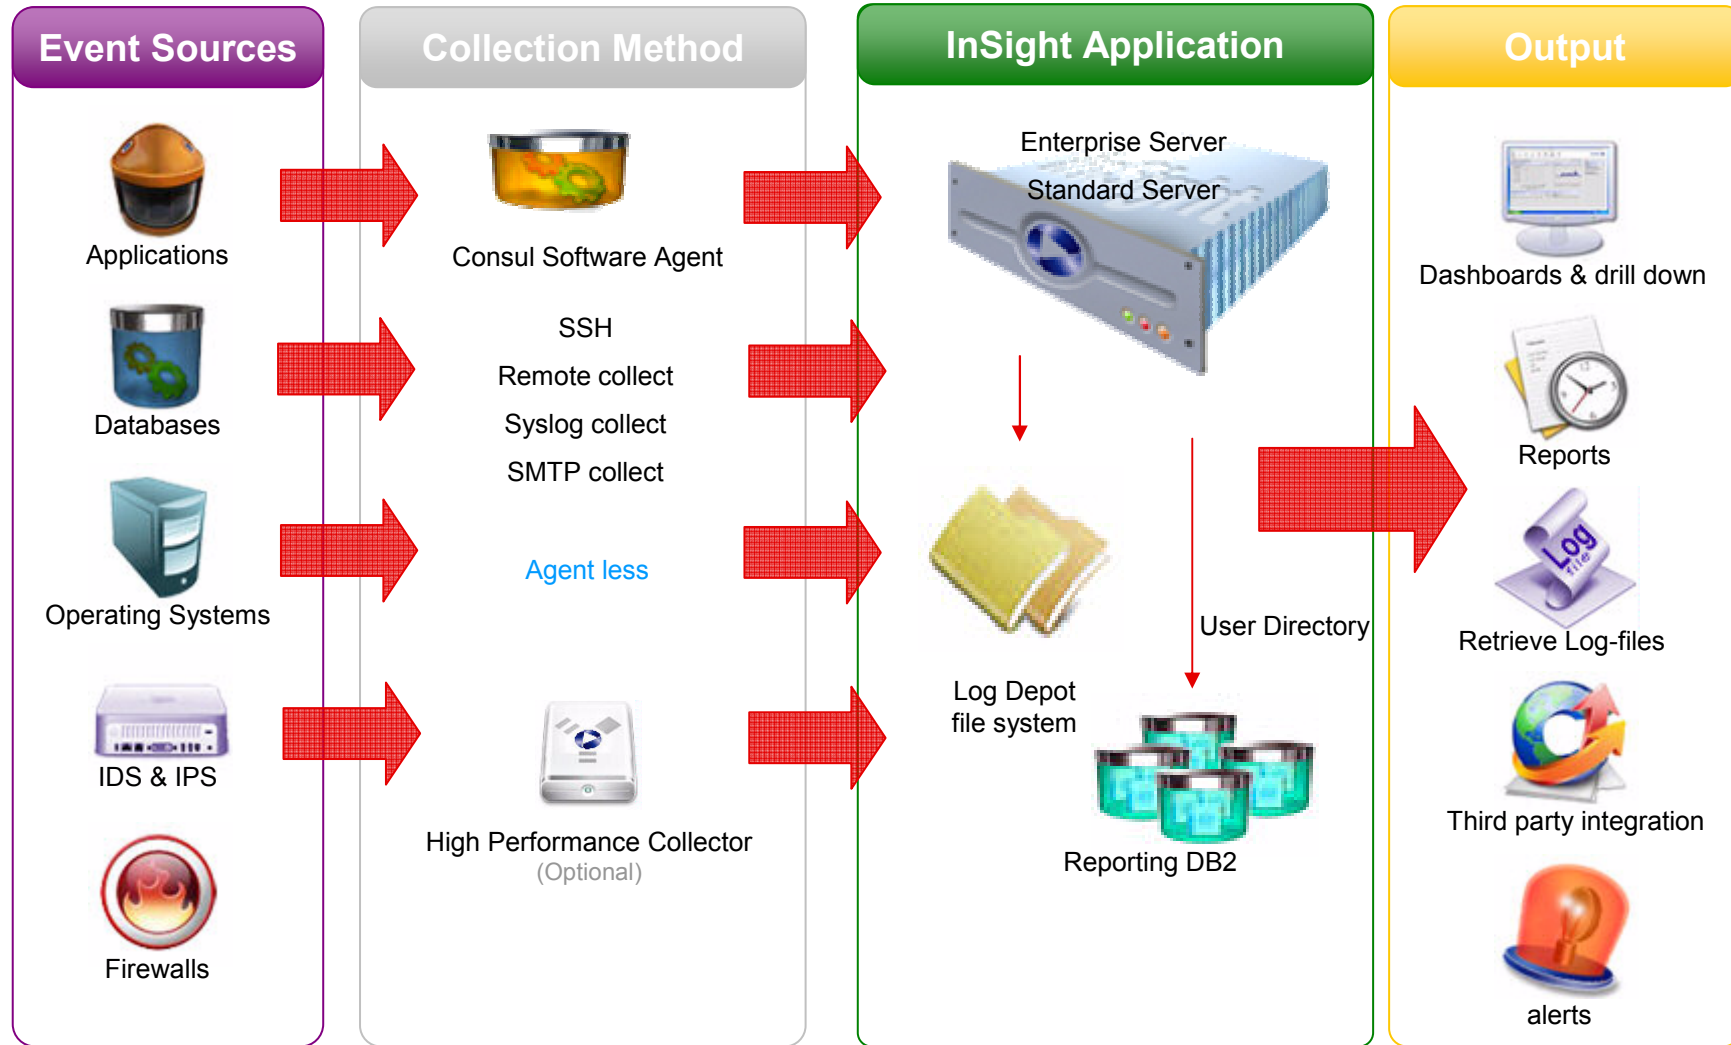 Event Sources
Applications
Databases
Operating Systems
IDS & IPS
Firewalls
Collection Method
Consul Software Agent
SSH
Remote collect
Syslog collect
SMTP collect
Agent less
High Performance Collector
(Optional)
InSight Application
Enterprise Server
Standard Server
User Directory
Log Depot
file system
Reporting DB2
Output
Dashboards & drill down
Reports
Log
file
Retrieve Log-files
Third party integration
alerts